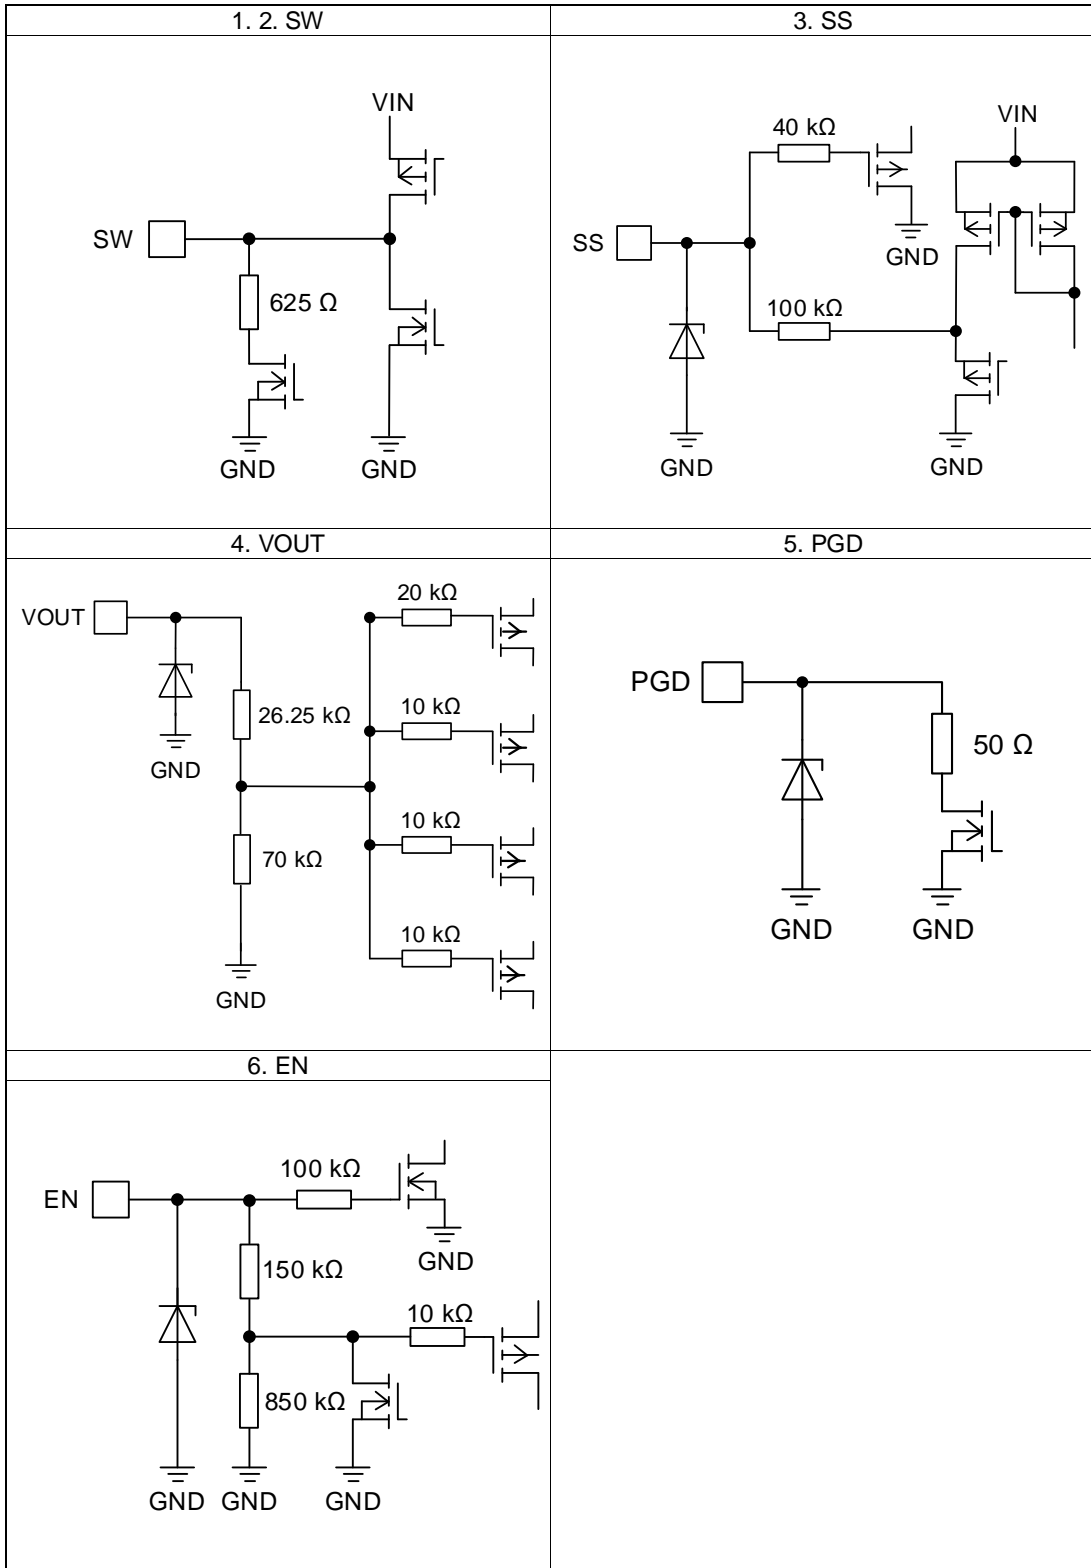 1. 2. SW
VIN
SW
625 Ω
GND
GND
3. SS
VIN
40 kΩ
SS
GND
100 kΩ
GND
GND
4. VOUT
VOUT
20 kΩ
26.25 kΩ
10 kΩ
GND
10 kΩ
70 kΩ
10 kΩ
GND
5. PGD
PGD
50 Ω
GND
GND
6. EN
EN
100 kΩ
GND
150 kΩ
10 kΩ
850 kΩ
GND
GND
GND